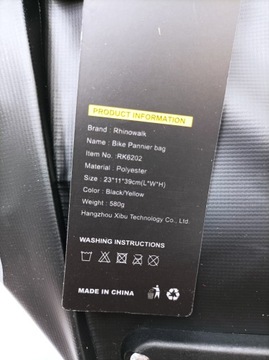 PRODUCT INFORMATION
Brand : Rhinowalk
Name : Bike Pannier bag
Item No. : RK6202
Material : Polyester
Size : 23*11*39cm(L*W*H)
Color : Black/Yellow
Weight : 580g
Hangzhou Xibu Technology Co., Ltd.
WASHING INSTRUCTIONS
MADE IN CHINA